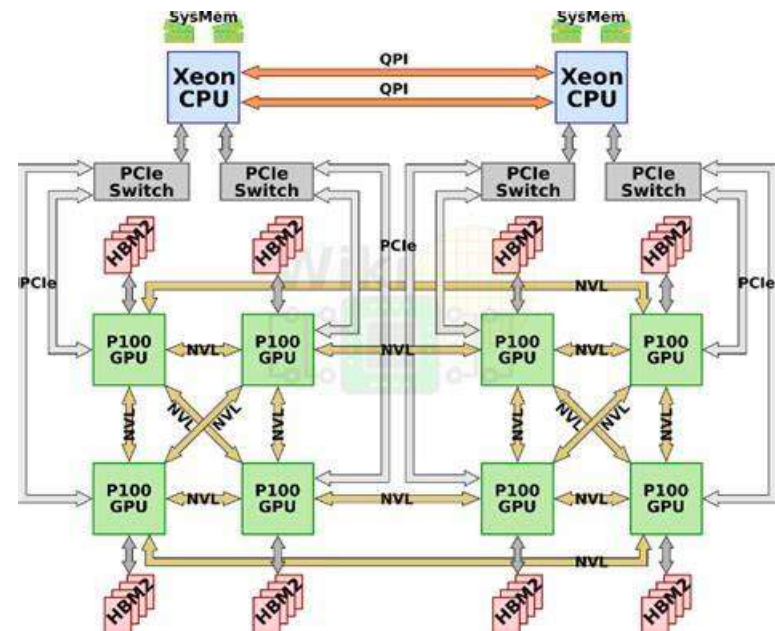 SysMem
SysMem
Xeon
CPU
QPI
QPI
Xeon
CPU
PCIe
Switch
PCIe
Switch
PCIe
Switch
PCIe
Switch
HBM2
HBM2
PCIe
HBM2
HBM2
Wiki
PCIe
NVL
PCIe
P100
GPU
NVL
P100
GPU
NVL
P100
GPU
NVL
P100
GPU
NVL
NVL
NVL
NVL
NVL
NVL
NVL
NVL
P100
GPU
NVL
P100
GPU
NVL
P100
GPU
NVL
P100
GPU
NVL
HBM2
HBM2
HBM2
HBM2